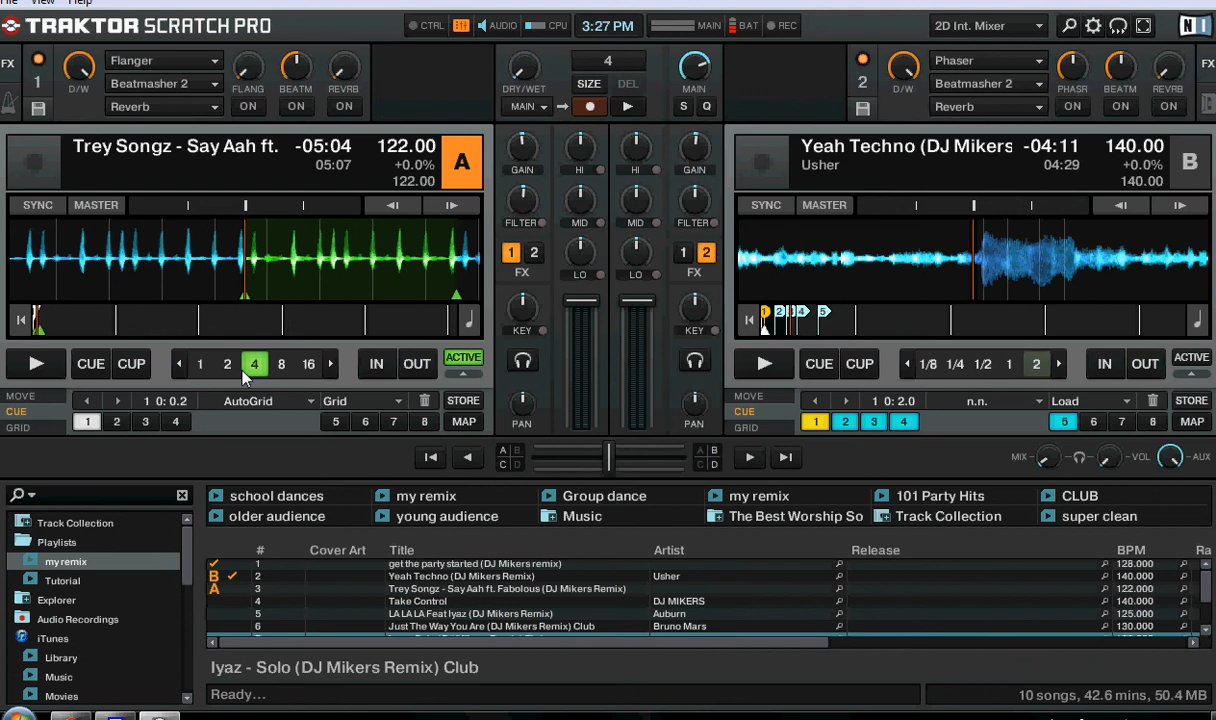 File View Help
TRAKTOR SCRATCH PRO
CTRL AUDIO CPU 3:27 PM MAIN BAT REC 2D Int. Mixer NI
FX 1 D/W Flanger FLANG BEATM REVRB
Beatmasher 2
Reverb ON ON ON
DRY/WET 4 MAIN
SIZE DEL
MAIN S Q
2 D/W Phaser PHASR BEATM REVRB FX
Beatmasher 2
Reverb ON ON ON
Trey Songz - Say Aah ft. -05:04 122.00 A
05:07 +0.0%
122.00
SYNC MASTER
GAIN HI HI GAIN
FILTER MID MID FILTER
1 2 LO LO 1 2
FX FX
KEY KEY
PAN PAN
Yeah Techno (DJ Mikers -04:11 140.00 B
Usher 04:29 +0.0%
140.00
SYNC MASTER
1 2 3 4 5
CUE CUP 1 2 4 8 16 IN OUT ACTIVE
MOVE 1 0: 0.2 AutoGrid Grid STORE
CUE 1 2 3 4 5 6 7 8 MAP
GRID
CUE CUP 1/8 1/4 1/2 1 2 IN OUT ACTIVE
MOVE 1 0: 2.0 n.n. Load STORE
CUE 1 2 3 4 5 6 7 8 MAP
GRID
A B A B
C D C D
MIX VOL AUX
school dances my remix Group dance my remix 101 Party Hits CLUB
older audience young audience Music The Best Worship So Track Collection super clean
Track Collection
Playlists
my remix
Tutorial
Explorer
Audio Recordings
iTunes
Library
Music
Movies
# Cover Art Title Artist Release BPM Ra
1 get the party started (DJ Mikers remix) 128.000
B 2 Yeah Techno (DJ Mikers Remix) Usher 140.000
A 3 Trey Songz - Say Aah ft. Fabolous (DJ Mikers Remix) 122.000
4 Take Control DJ MIKERS 140.000
5 LA LA LA Feat Iyaz (DJ Mikers Remix) Auburn 125.000
6 Just The Way You Are (DJ Mikers Remix) Club Bruno Mars 130.000
Iyaz - Solo (DJ Mikers Remix) Club
Ready... 10 songs, 42.6 mins, 50.4 MB